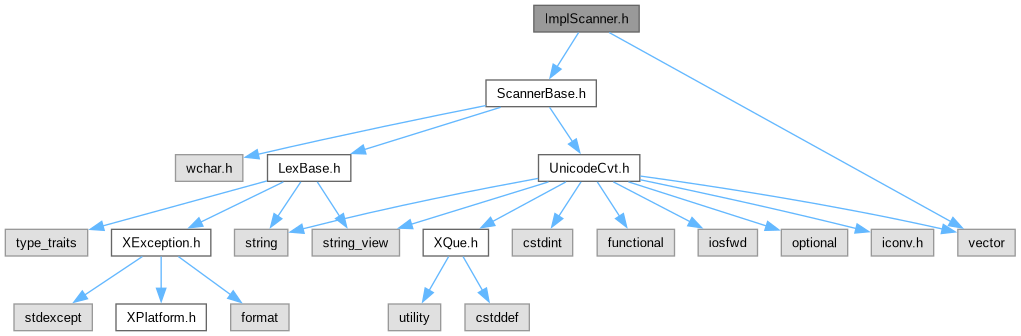 ImplScanner.h
ScannerBase.h
wchar.h
LexBase.h
UnicodeCvt.h
type_traits
XException.h
string
string_view
XQue.h
cstdint
functional
iosfwd
optional
iconv.h
vector
stdexcept
XPlatform.h
format
utility
cstddef